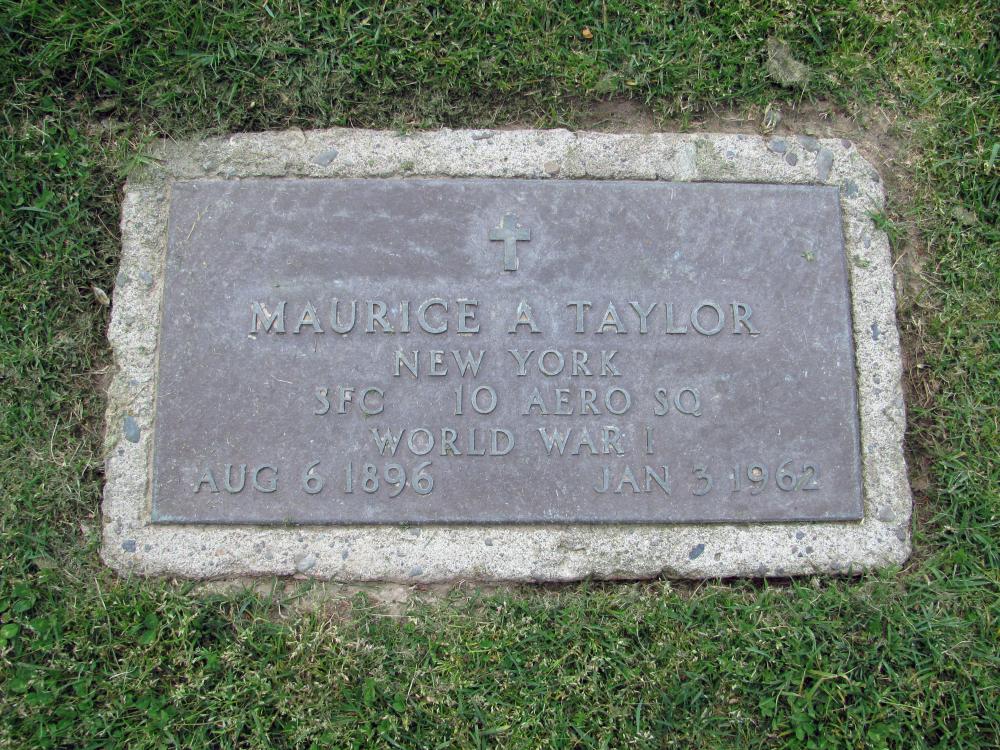 MAURICE A TAYLOR
NEW YORK
SFC 10 AERO SQ
WORLD WAR I
AUG 6 1896 JAN 3 1962